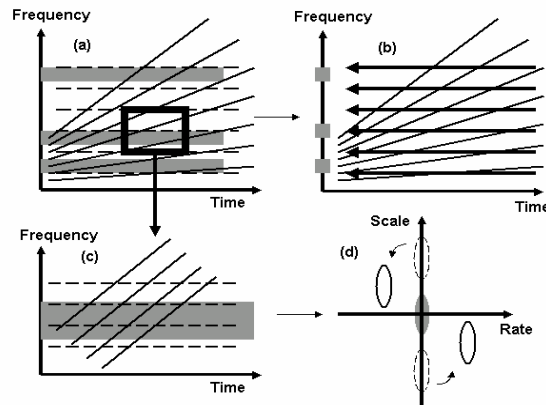 Frequency
(a)
Time
Frequency
(b)
Time
Frequency
(c)
Time
Scale
(d)
Rate